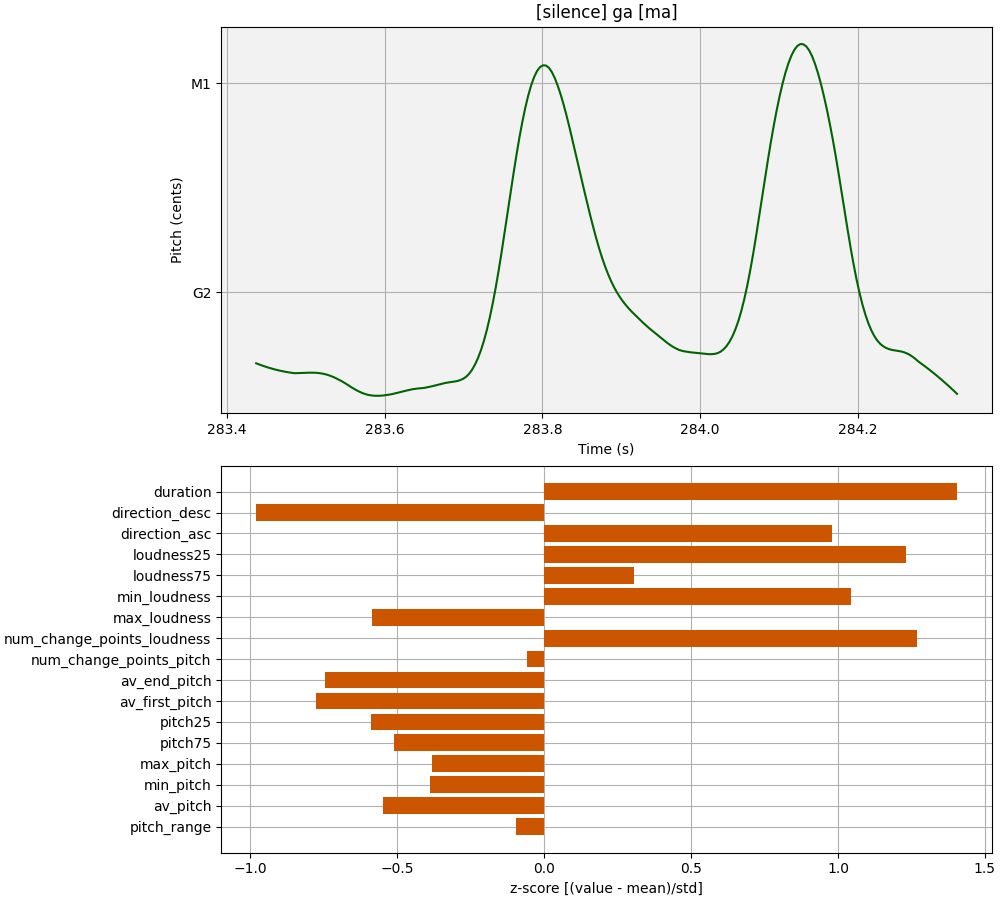 [silence] ga [ma]
M1
G2
Pitch (cents)
283.4 283.6 283.8 284.0 284.2
Time (s)
duration
direction_desc
direction_asc
loudness25
loudness75
min_loudness
max_loudness
num_change_points_loudness
num_change_points_pitch
av_end_pitch
av_first_pitch
pitch25
pitch75
max_pitch
min_pitch
av_pitch
pitch_range
−1.0 −0.5 0.0 0.5 1.0 1.5
z-score [(value - mean)/std]